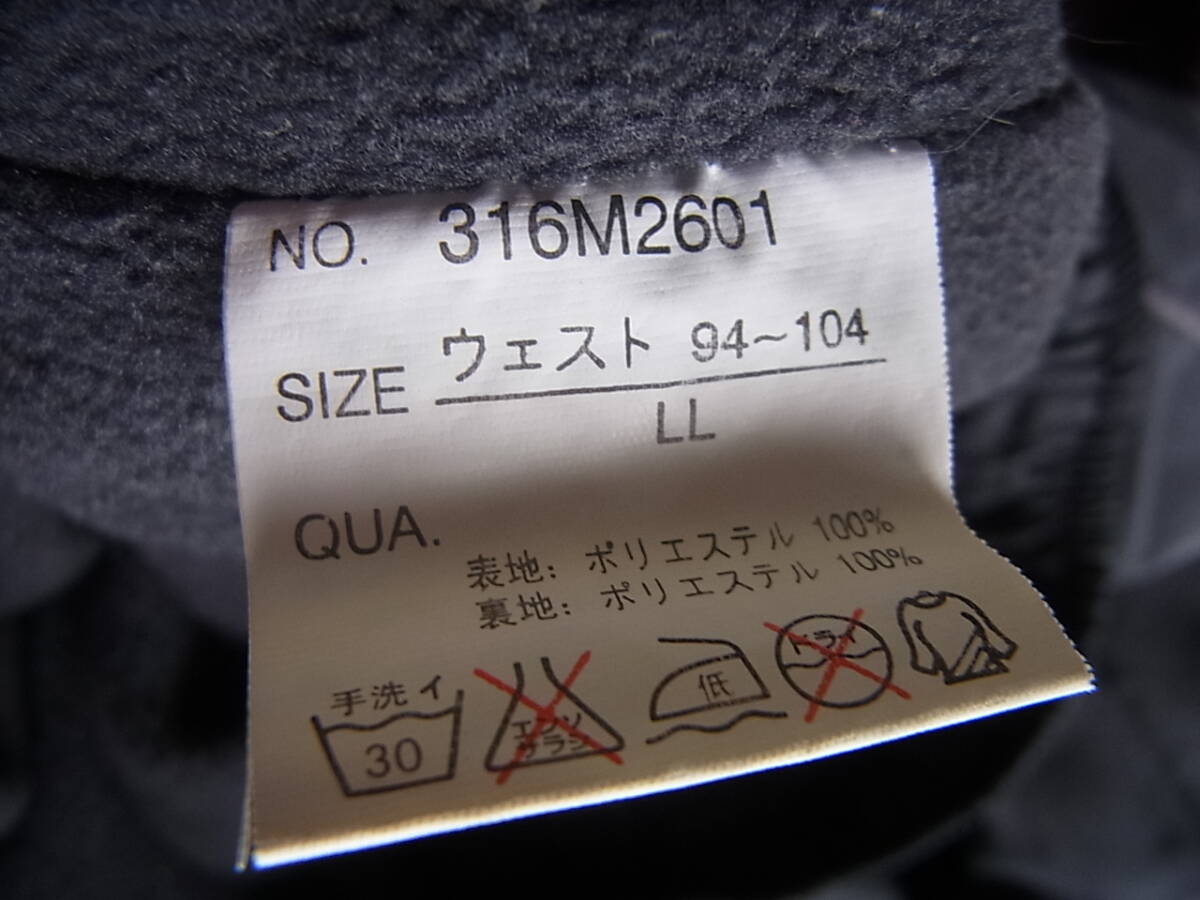 NO. 316M2601
SIZE ウェスト 94～104
LL
QUA.
表地: ポリエステル 100%
裏地: ポリエステル 100%
手洗イ
30
エンソ
サラシ
低
ドライ